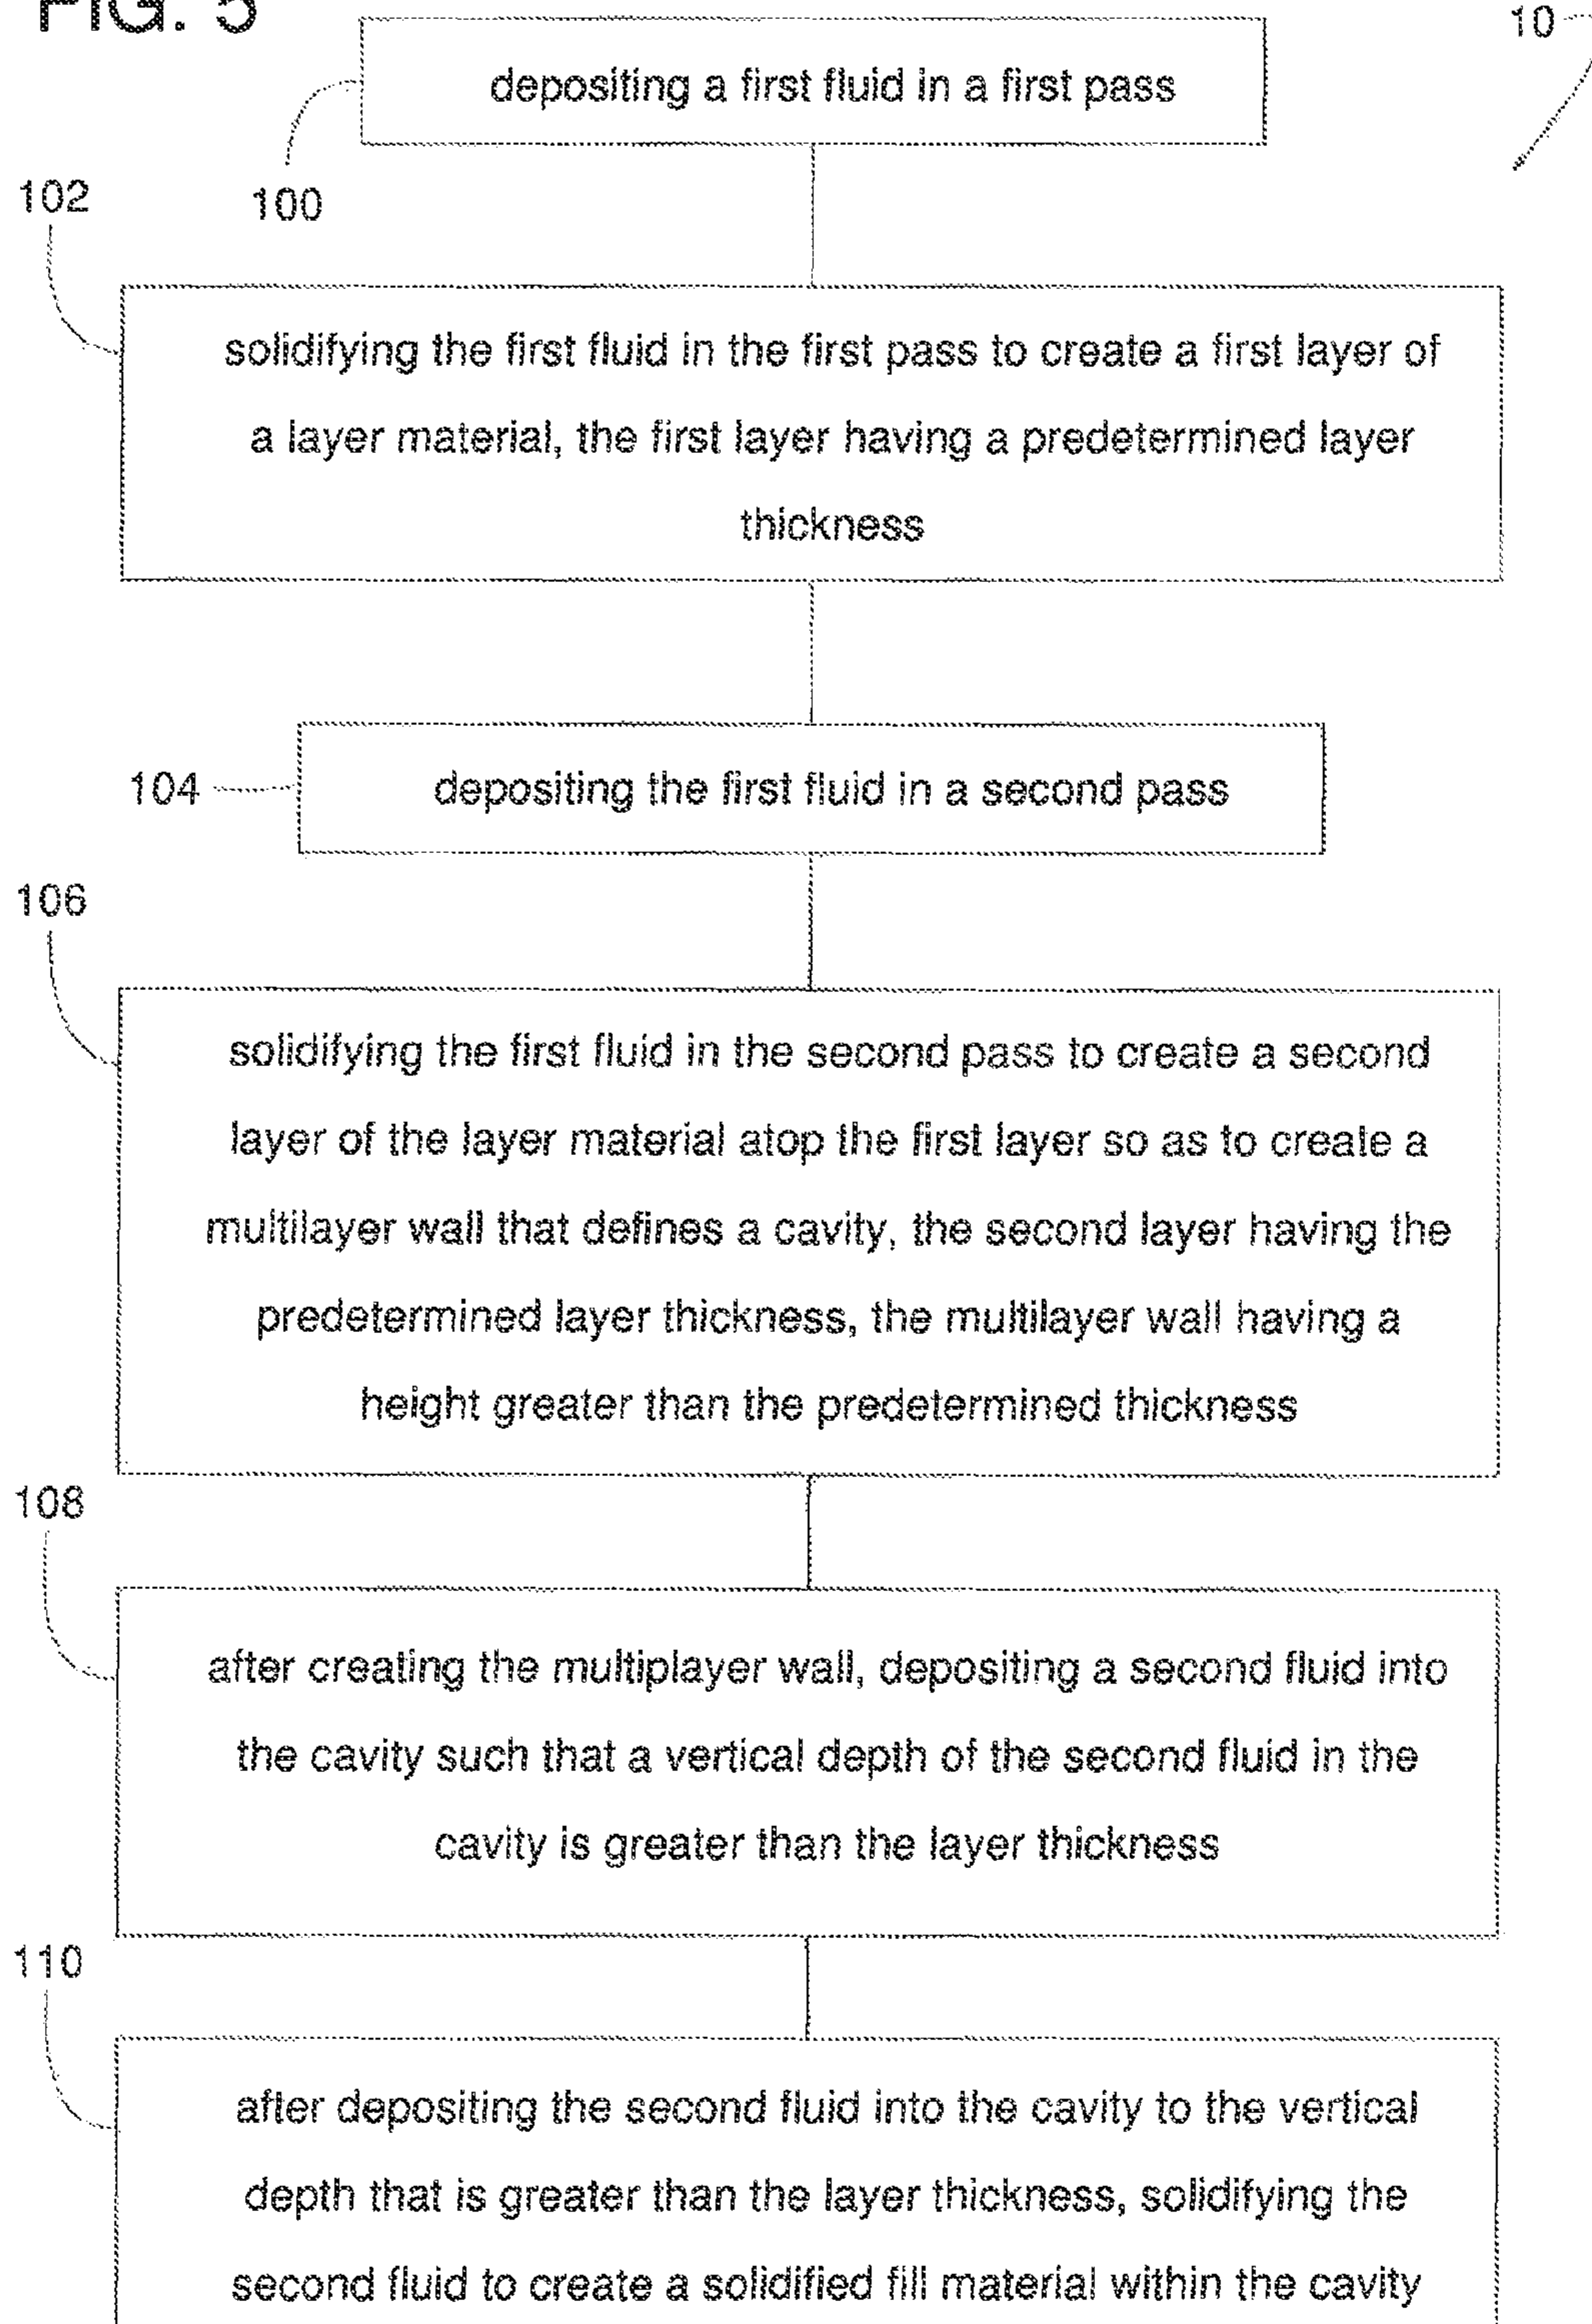 FIG. 5
10
depositing a first fluid in a first pass
100
102
solidifying the first fluid in the first pass to create a first layer of
a layer material, the first layer having a predetermined layer
thickness
104
depositing the first fluid in a second pass
106
solidifying the first fluid in the second pass to create a second
layer of the layer material atop the first layer so as to create a
multilayer wall that defines a cavity, the second layer having the
predetermined layer thickness, the multilayer wall having a
height greater than the predetermined thickness
108
after creating the multiplayer wall, depositing a second fluid into
the cavity such that a vertical depth of the second fluid in the
cavity is greater than the layer thickness
110
after depositing the second fluid into the cavity to the vertical
depth that is greater than the layer thickness, solidifying the
second fluid to create a solidified fill material within the cavity